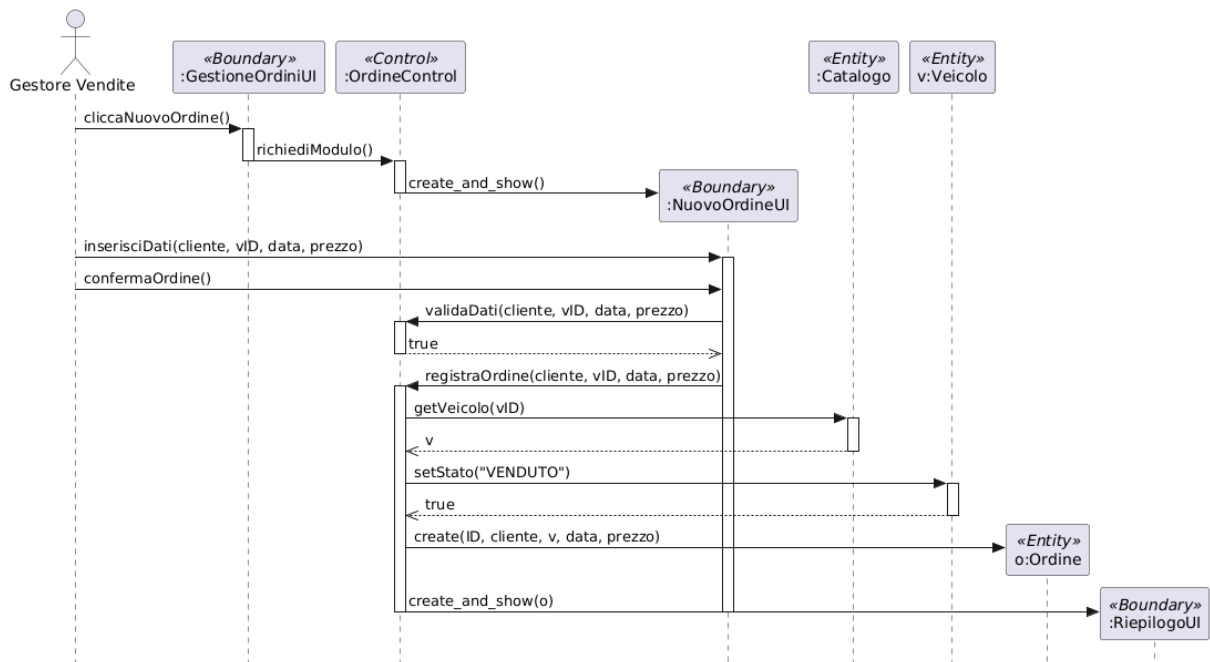 Gestore Vendite
«Boundary»
:GestioneOrdiniUI
«Control»
:OrdineControl
«Entity»
:Catalogo
«Entity»
v:Veicolo
cliccaNuovoOrdine()
richiediModulo()
create_and_show()
«Boundary»
:NuovoOrdineUI
inserisciDati(cliente, vID, data, prezzo)
confermaOrdine()
validaDati(cliente, vID, data, prezzo)
true
registraOrdine(cliente, vID, data, prezzo)
getVeicolo(vID)
v
setStato("VENDUTO")
true
create(ID, cliente, v, data, prezzo)
«Entity»
o:Ordine
create_and_show(o)
«Boundary»
:RiepilogoUI